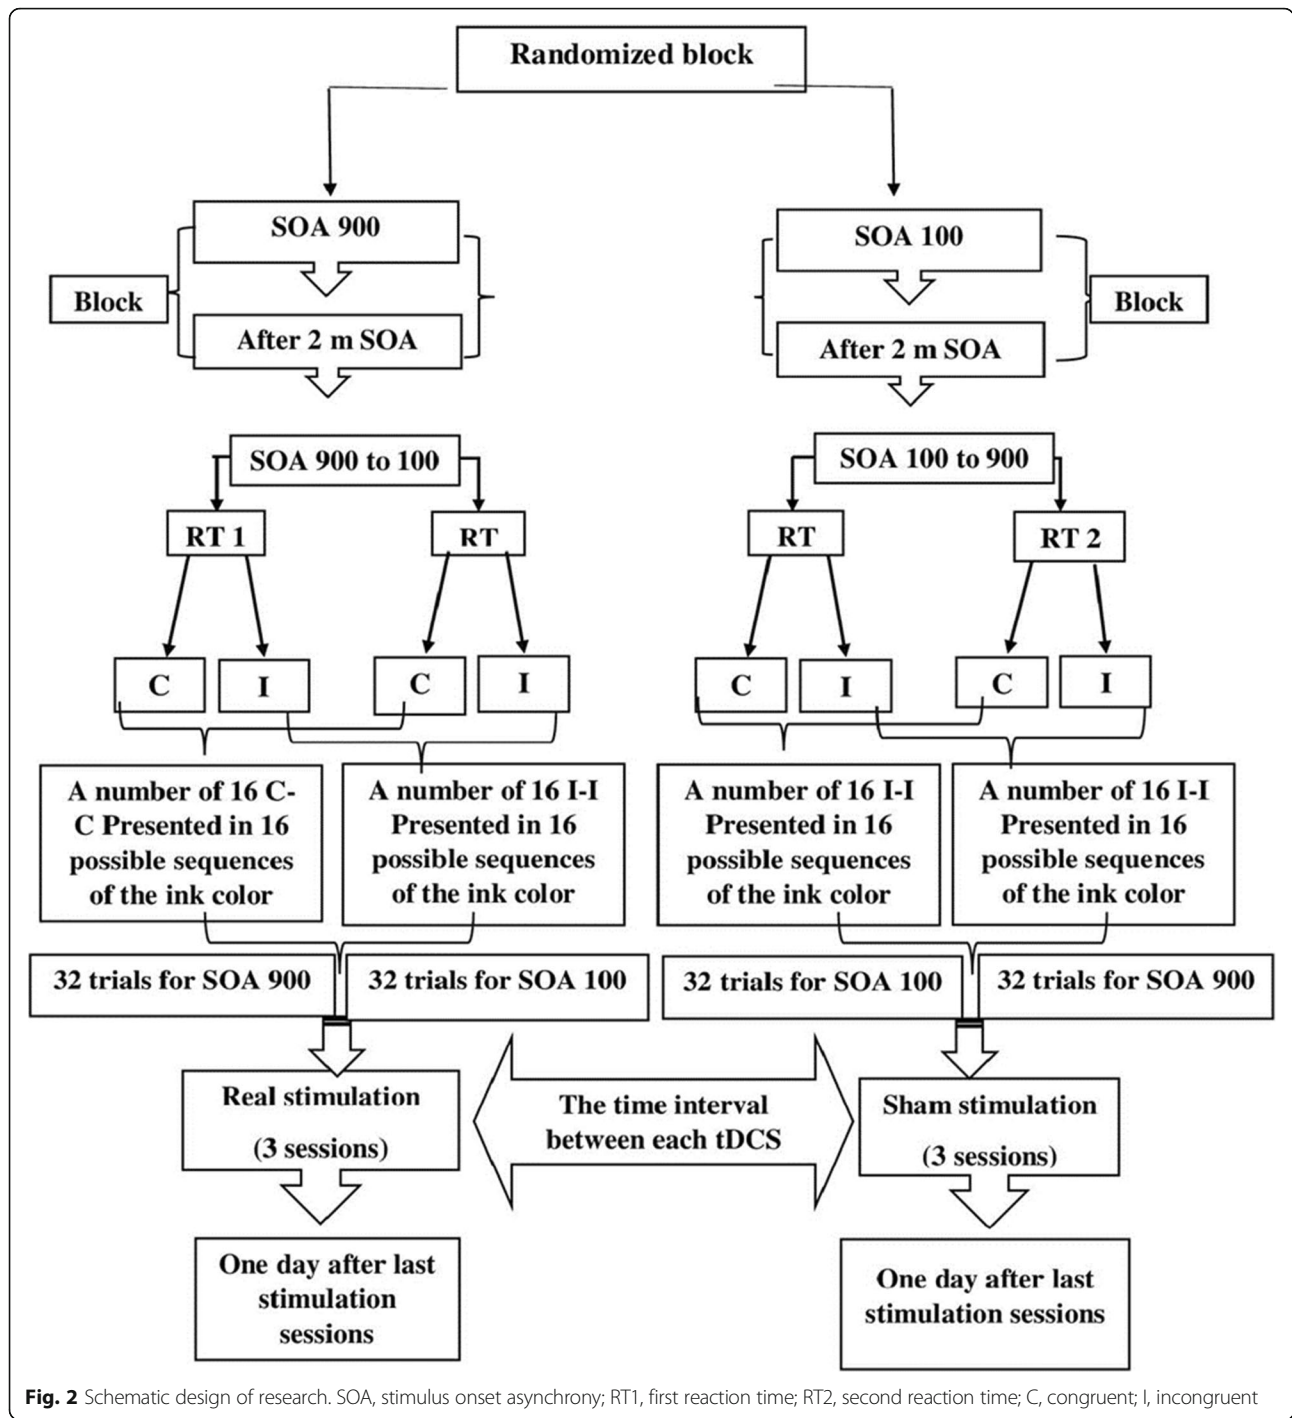 Randomized block
SOA 900
SOA 100
Block
Block
After 2 m SOA
After 2 m SOA
SOA 900 to 100
SOA 100 to 900
RT 1
RT
RT
RT 2
C
I
C
I
C
I
C
I
A number of 16 C-
C Presented in 16
possible sequences
of the ink color
A number of 16 I-I
Presented in 16
possible sequences
of the ink color
A number of 16 I-I
Presented in 16
possible sequences
of the ink color
A number of 16 I-I
Presented in 16
possible sequences
of the ink color
32 trials for SOA 900
32 trials for SOA 100
32 trials for SOA 100
32 trials for SOA 900
Real stimulation
(3 sessions)
The time interval
between each tDCS
Sham stimulation
(3 sessions)
One day after last
stimulation
sessions
One day after last
stimulation sessions
Fig. 2 Schematic design of research. SOA, stimulus onset asynchrony; RT1, first reaction time; RT2, second reaction time; C, congruent; I, incongruent